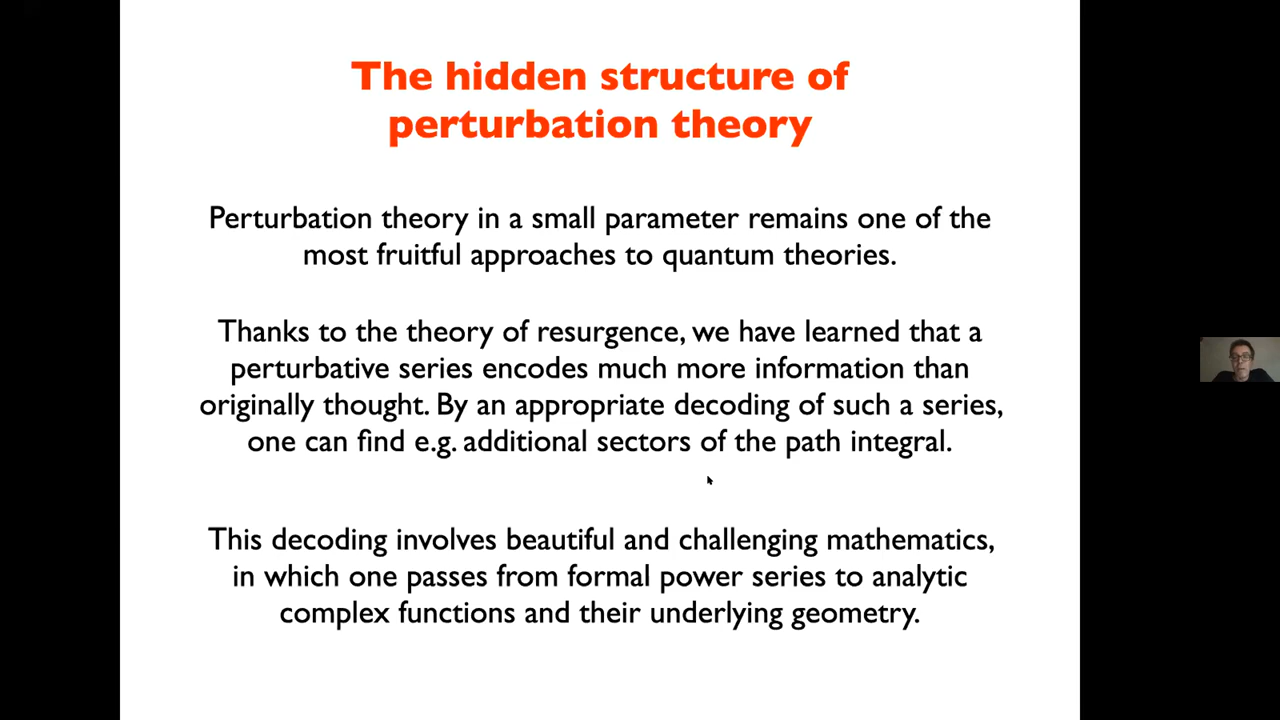 The hidden structure of
perturbation theory
Perturbation theory in a small parameter remains one of the
most fruitful approaches to quantum theories.
Thanks to the theory of resurgence, we have learned that a
perturbative series encodes much more information than
originally thought. By an appropriate decoding of such a series,
one can find e.g. additional sectors of the path integral.
This decoding involves beautiful and challenging mathematics,
in which one passes from formal power series to analytic
complex functions and their underlying geometry.